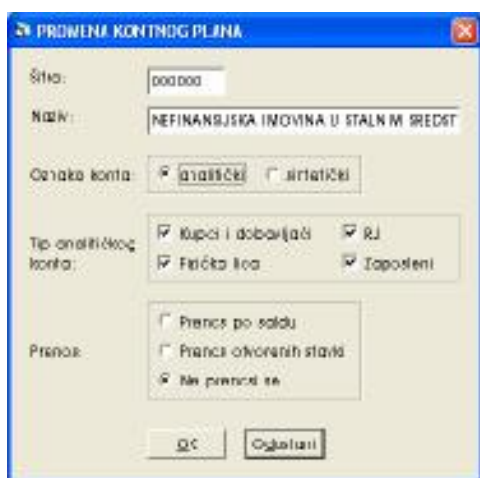 PROMENA KONTNOG PLANA
Šifra:
000000
Naziv:
NEFINANSIJSKA IMOVINA U STALNIM SREDST
Oznaka konta:
analitički
sintetički
Tip analitičkog
konta:
Kupci i dobavljači
RJ
Fizička lica
Zaposleni
Prenos:
Prenos po saldu
Prenos otvorenih stavki
Ne prenosi se
OK
Odustani